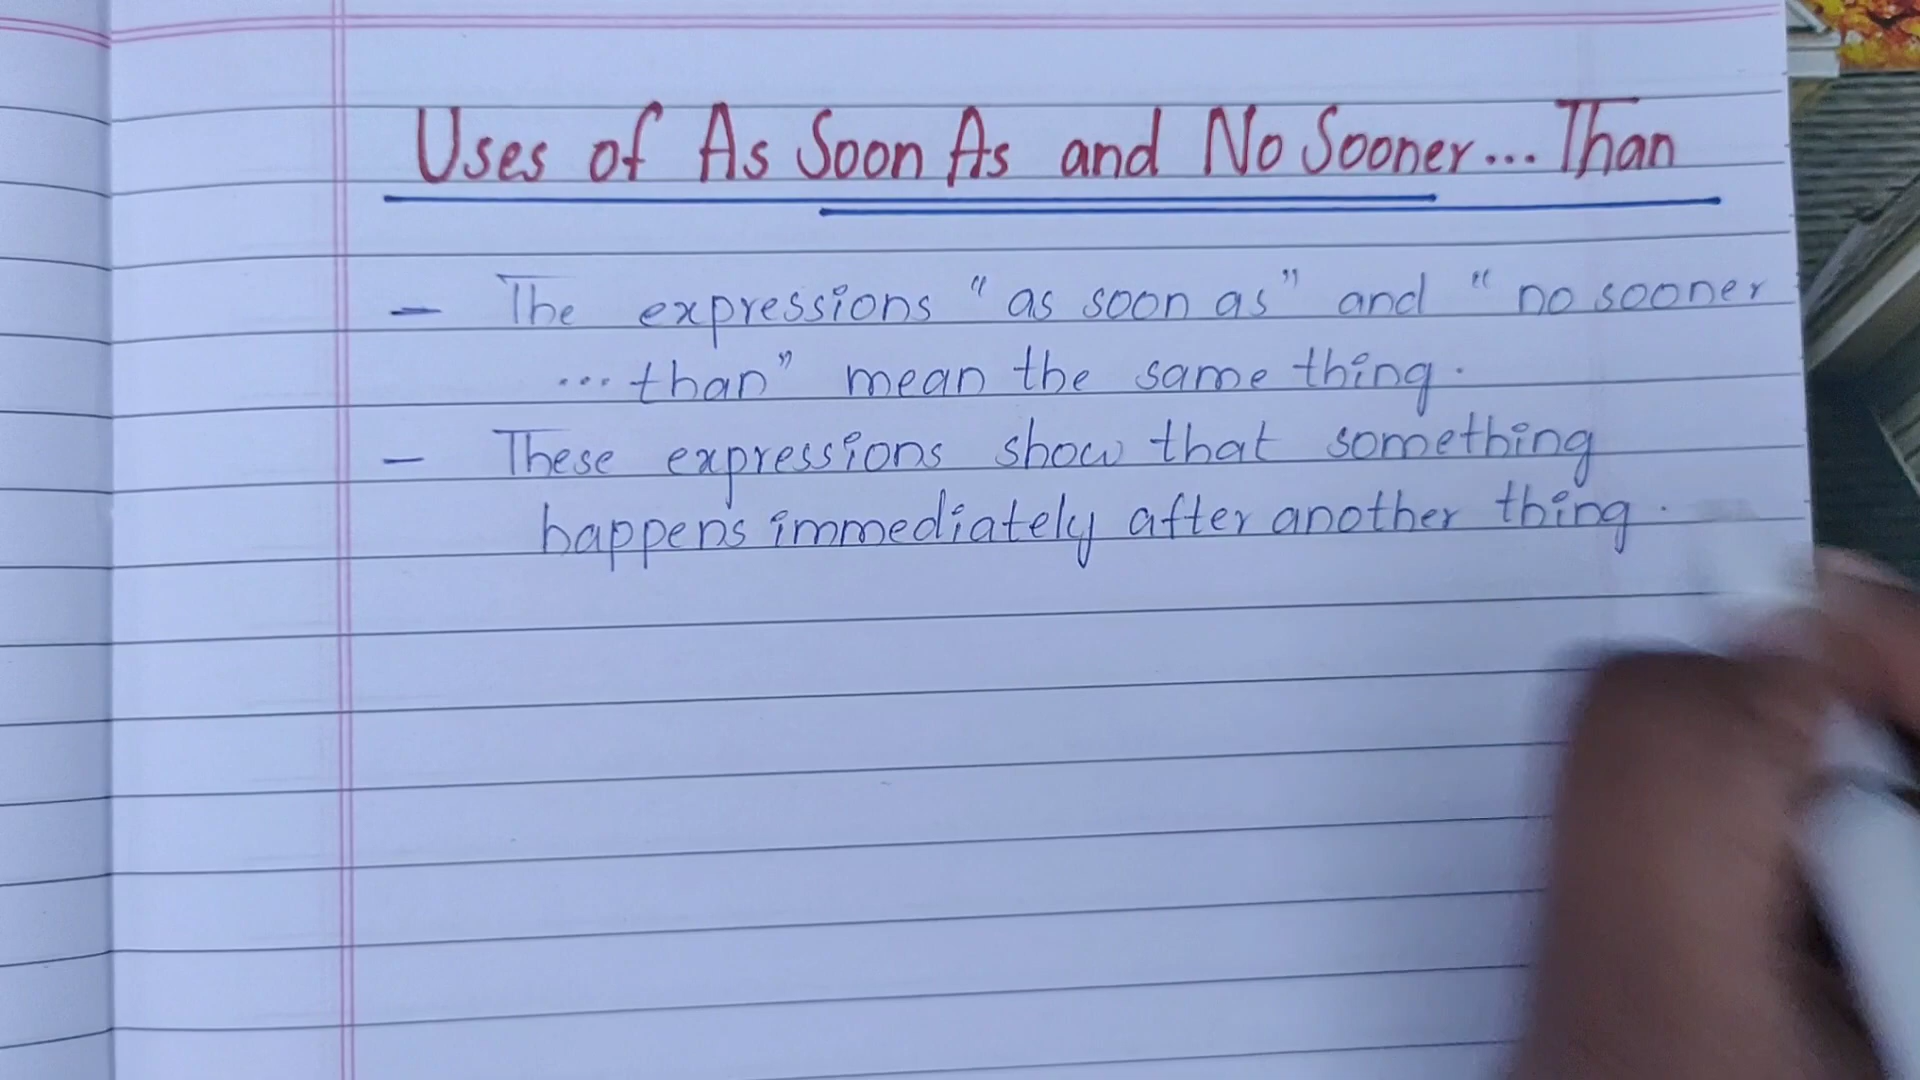 Uses of As Soon As and No Sooner... Than
- The expressions "as soon as" and "no sooner
... than" mean the same thing.
- These expressions show that something
happens immediately after another thing.